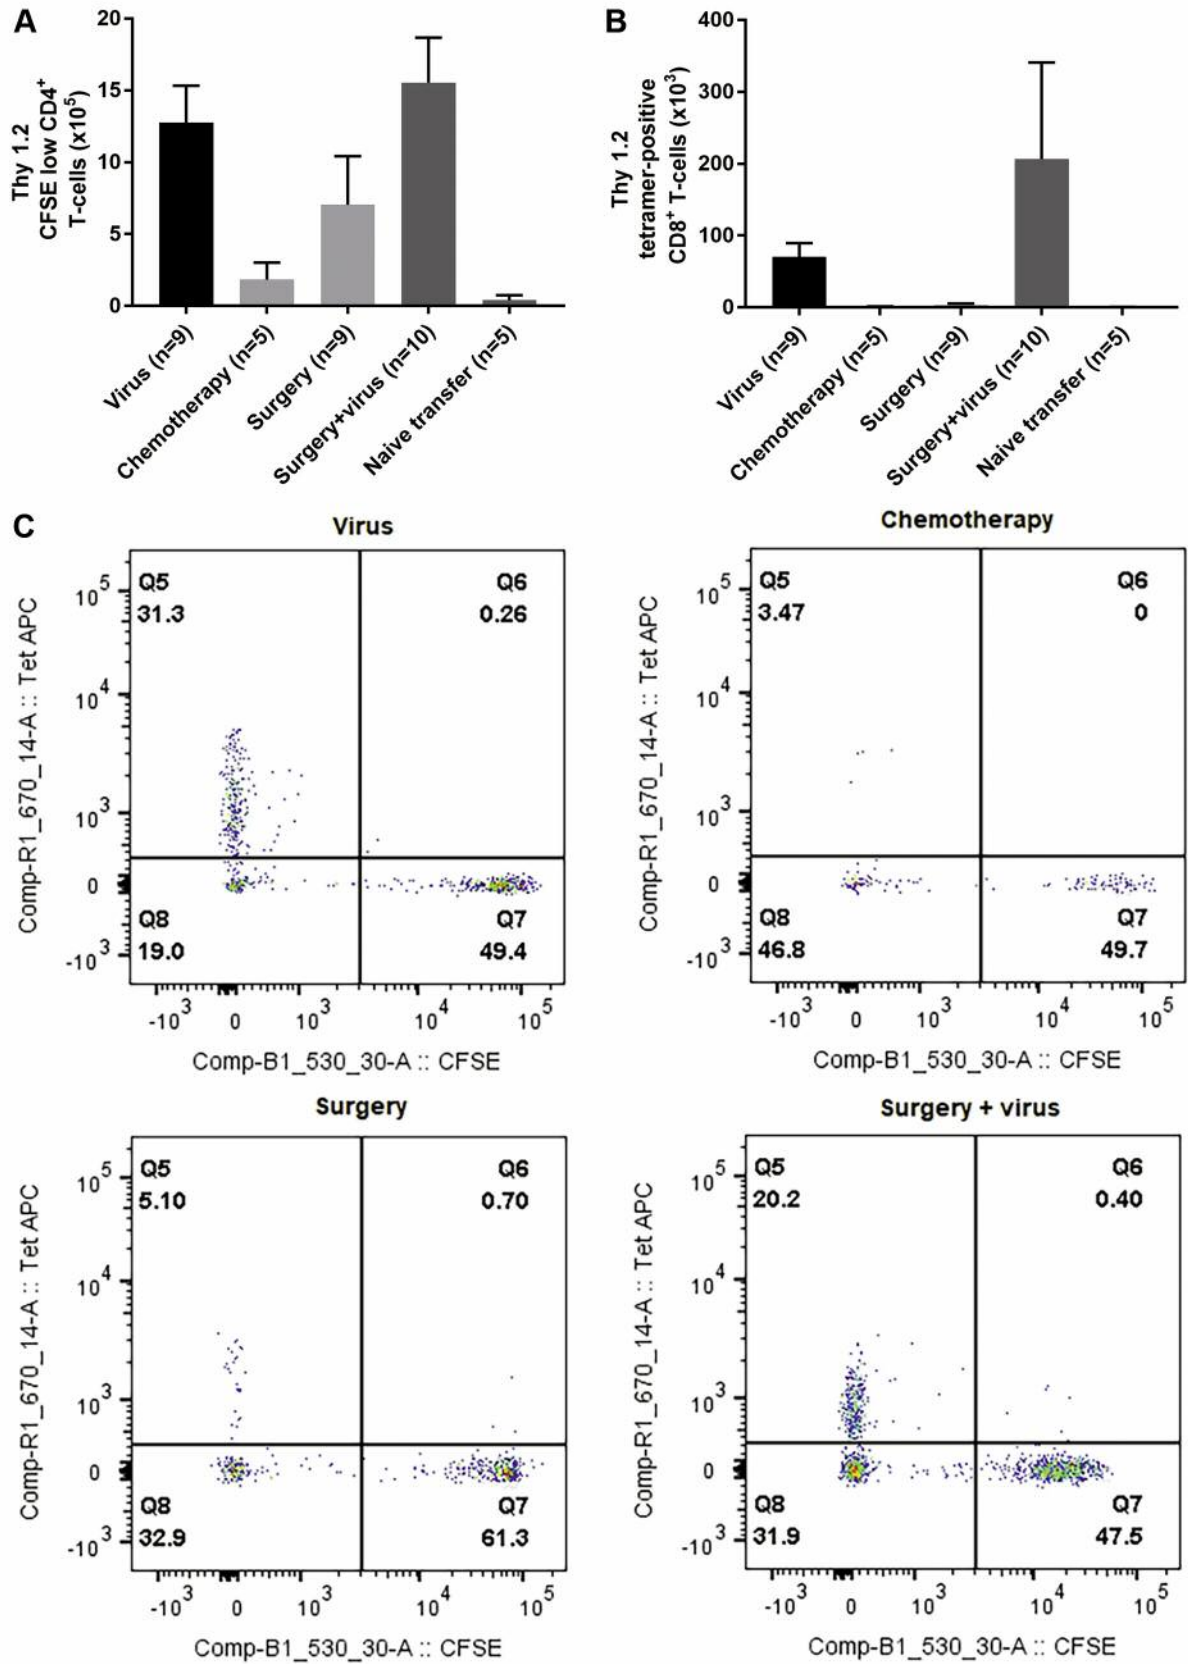 A
Thy 1.2
CFSE low CD4+
T-cells (x10^5)
20
15
10
5
0
Virus (n=9)
Chemotherapy (n=5)
Surgery (n=9)
Surgery+virus (n=10)
Naive transfer (n=5)
B
Thy 1.2
tetramer-positive
CD8+ T-cells (x10^3)
400
300
200
100
0
Virus (n=9)
Chemotherapy (n=5)
Surgery (n=9)
Surgery+virus (n=10)
Naive transfer (n=5)
C
Virus
Comp-R1_670_14-A :: Tet APC
10^5
10^4
10^3
0
-10^3
Q5
31.3
Q6
0.26
Q8
19.0
Q7
49.4
-10^3 0 10^3 10^4 10^5
Comp-B1_530_30-A :: CFSE
Chemotherapy
Comp-R1_670_14-A :: Tet APC
10^5
10^4
10^3
0
-10^3
Q5
3.47
Q6
0
Q8
46.8
Q7
49.7
-10^3 0 10^3 10^4 10^5
Comp-B1_530_30-A :: CFSE
Surgery
Comp-R1_670_14-A :: Tet APC
10^5
10^4
10^3
0
-10^3
Q5
5.10
Q6
0.70
Q8
32.9
Q7
61.3
-10^3 0 10^3 10^4 10^5
Comp-B1_530_30-A :: CFSE
Surgery + virus
Comp-R1_670_14-A :: Tet APC
10^5
10^4
10^3
0
-10^3
Q5
20.2
Q6
0.40
Q8
31.9
Q7
47.5
-10^3 0 10^3 10^4 10^5
Comp-B1_530_30-A :: CFSE